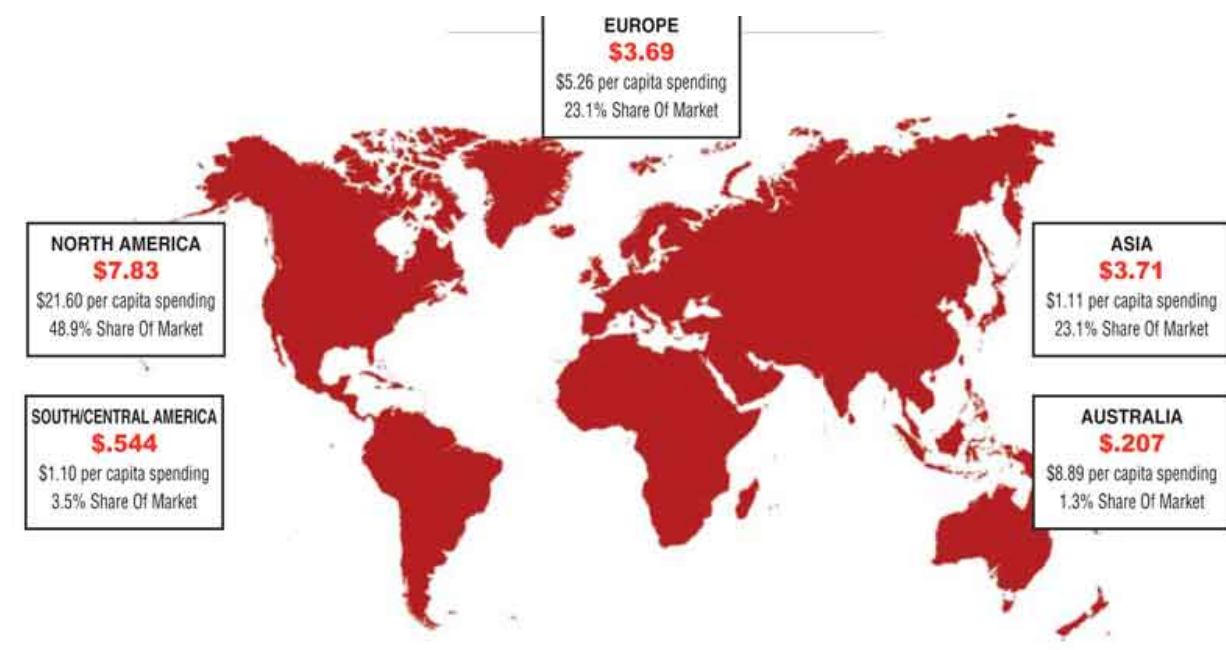 EUROPE
$3.69
$5.26 per capita spending
23.1% Share Of Market
NORTH AMERICA
$7.83
$21.60 per capita spending
48.9% Share Of Market
ASIA
$3.71
$1.11 per capita spending
23.1% Share Of Market
SOUTH/CENTRAL AMERICA
$.544
$1.10 per capita spending
3.5% Share Of Market
AUSTRALIA
$.207
$8.89 per capita spending
1.3% Share Of Market